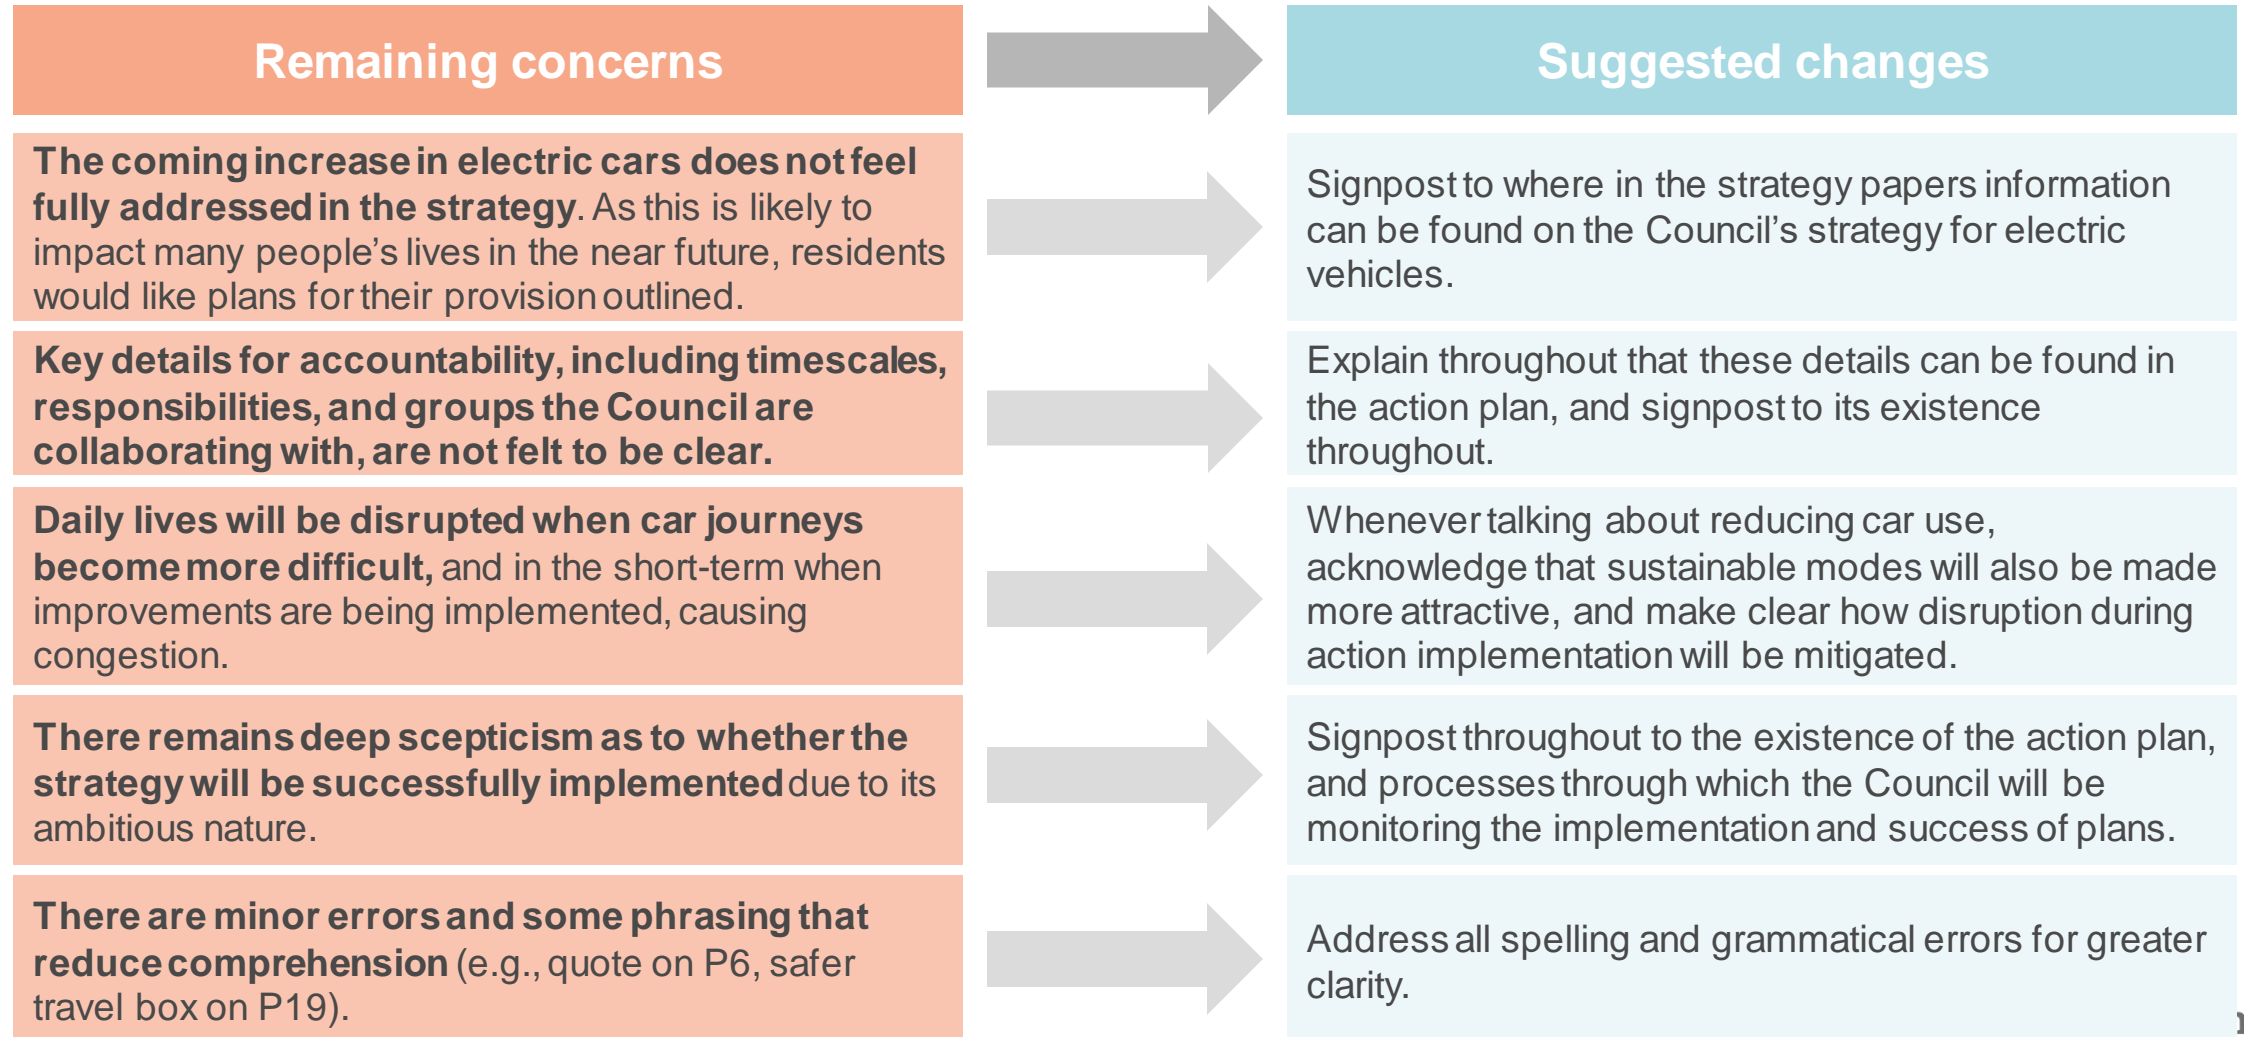 Remaining concerns
Suggested changes
The coming increase in electric cars does not feel
fully addressed in the strategy. As this is likely to
impact many people’s lives in the near future, residents
would like plans for their provision outlined.
Signpost to where in the strategy papers information
can be found on the Council’s strategy for electric
vehicles.
Key details for accountability, including timescales,
responsibilities, and groups the Council are
collaborating with, are not felt to be clear.
Explain throughout that these details can be found in
the action plan, and signpost to its existence
throughout.
Daily lives will be disrupted when car journeys
become more difficult, and in the short-term when
improvements are being implemented, causing
congestion.
Whenever talking about reducing car use,
acknowledge that sustainable modes will also be made
more attractive, and make clear how disruption during
action implementation will be mitigated.
There remains deep scepticism as to whether the
strategy will be successfully implemented due to its
ambitious nature.
Signpost throughout to the existence of the action plan,
and processes through which the Council will be
monitoring the implementation and success of plans.
There are minor errors and some phrasing that
reduce comprehension (e.g., quote on P6, safer
travel box on P19).
Address all spelling and grammatical errors for greater
clarity.